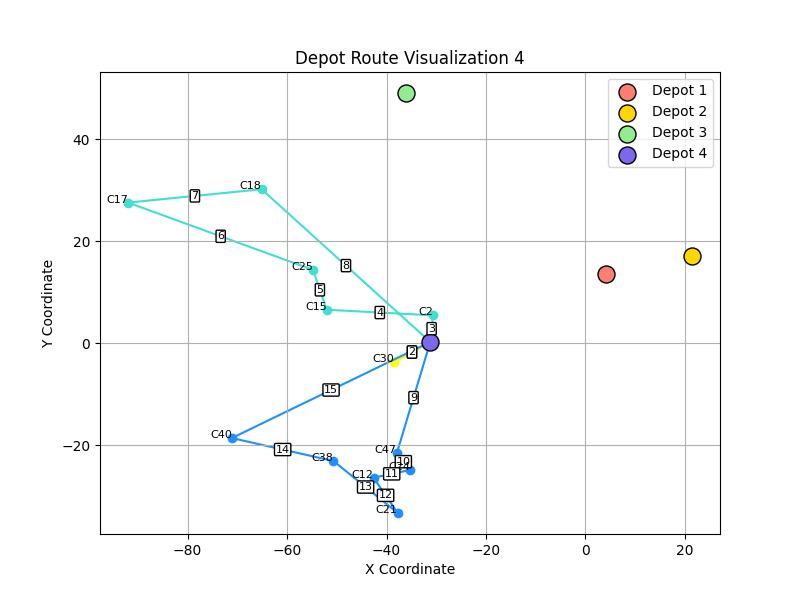 Depot Route Visualization 4
Depot 1
Depot 2
Depot 3
Depot 4
Y Coordinate
40
20
0
−20
C17
7
C18
6
8
C25
5
C15
4
C2
3
2
C30
15
9
C40
14
C38
C47
10
11
C12
13
12
C21
−80
−60
−40
−20
0
20
X Coordinate